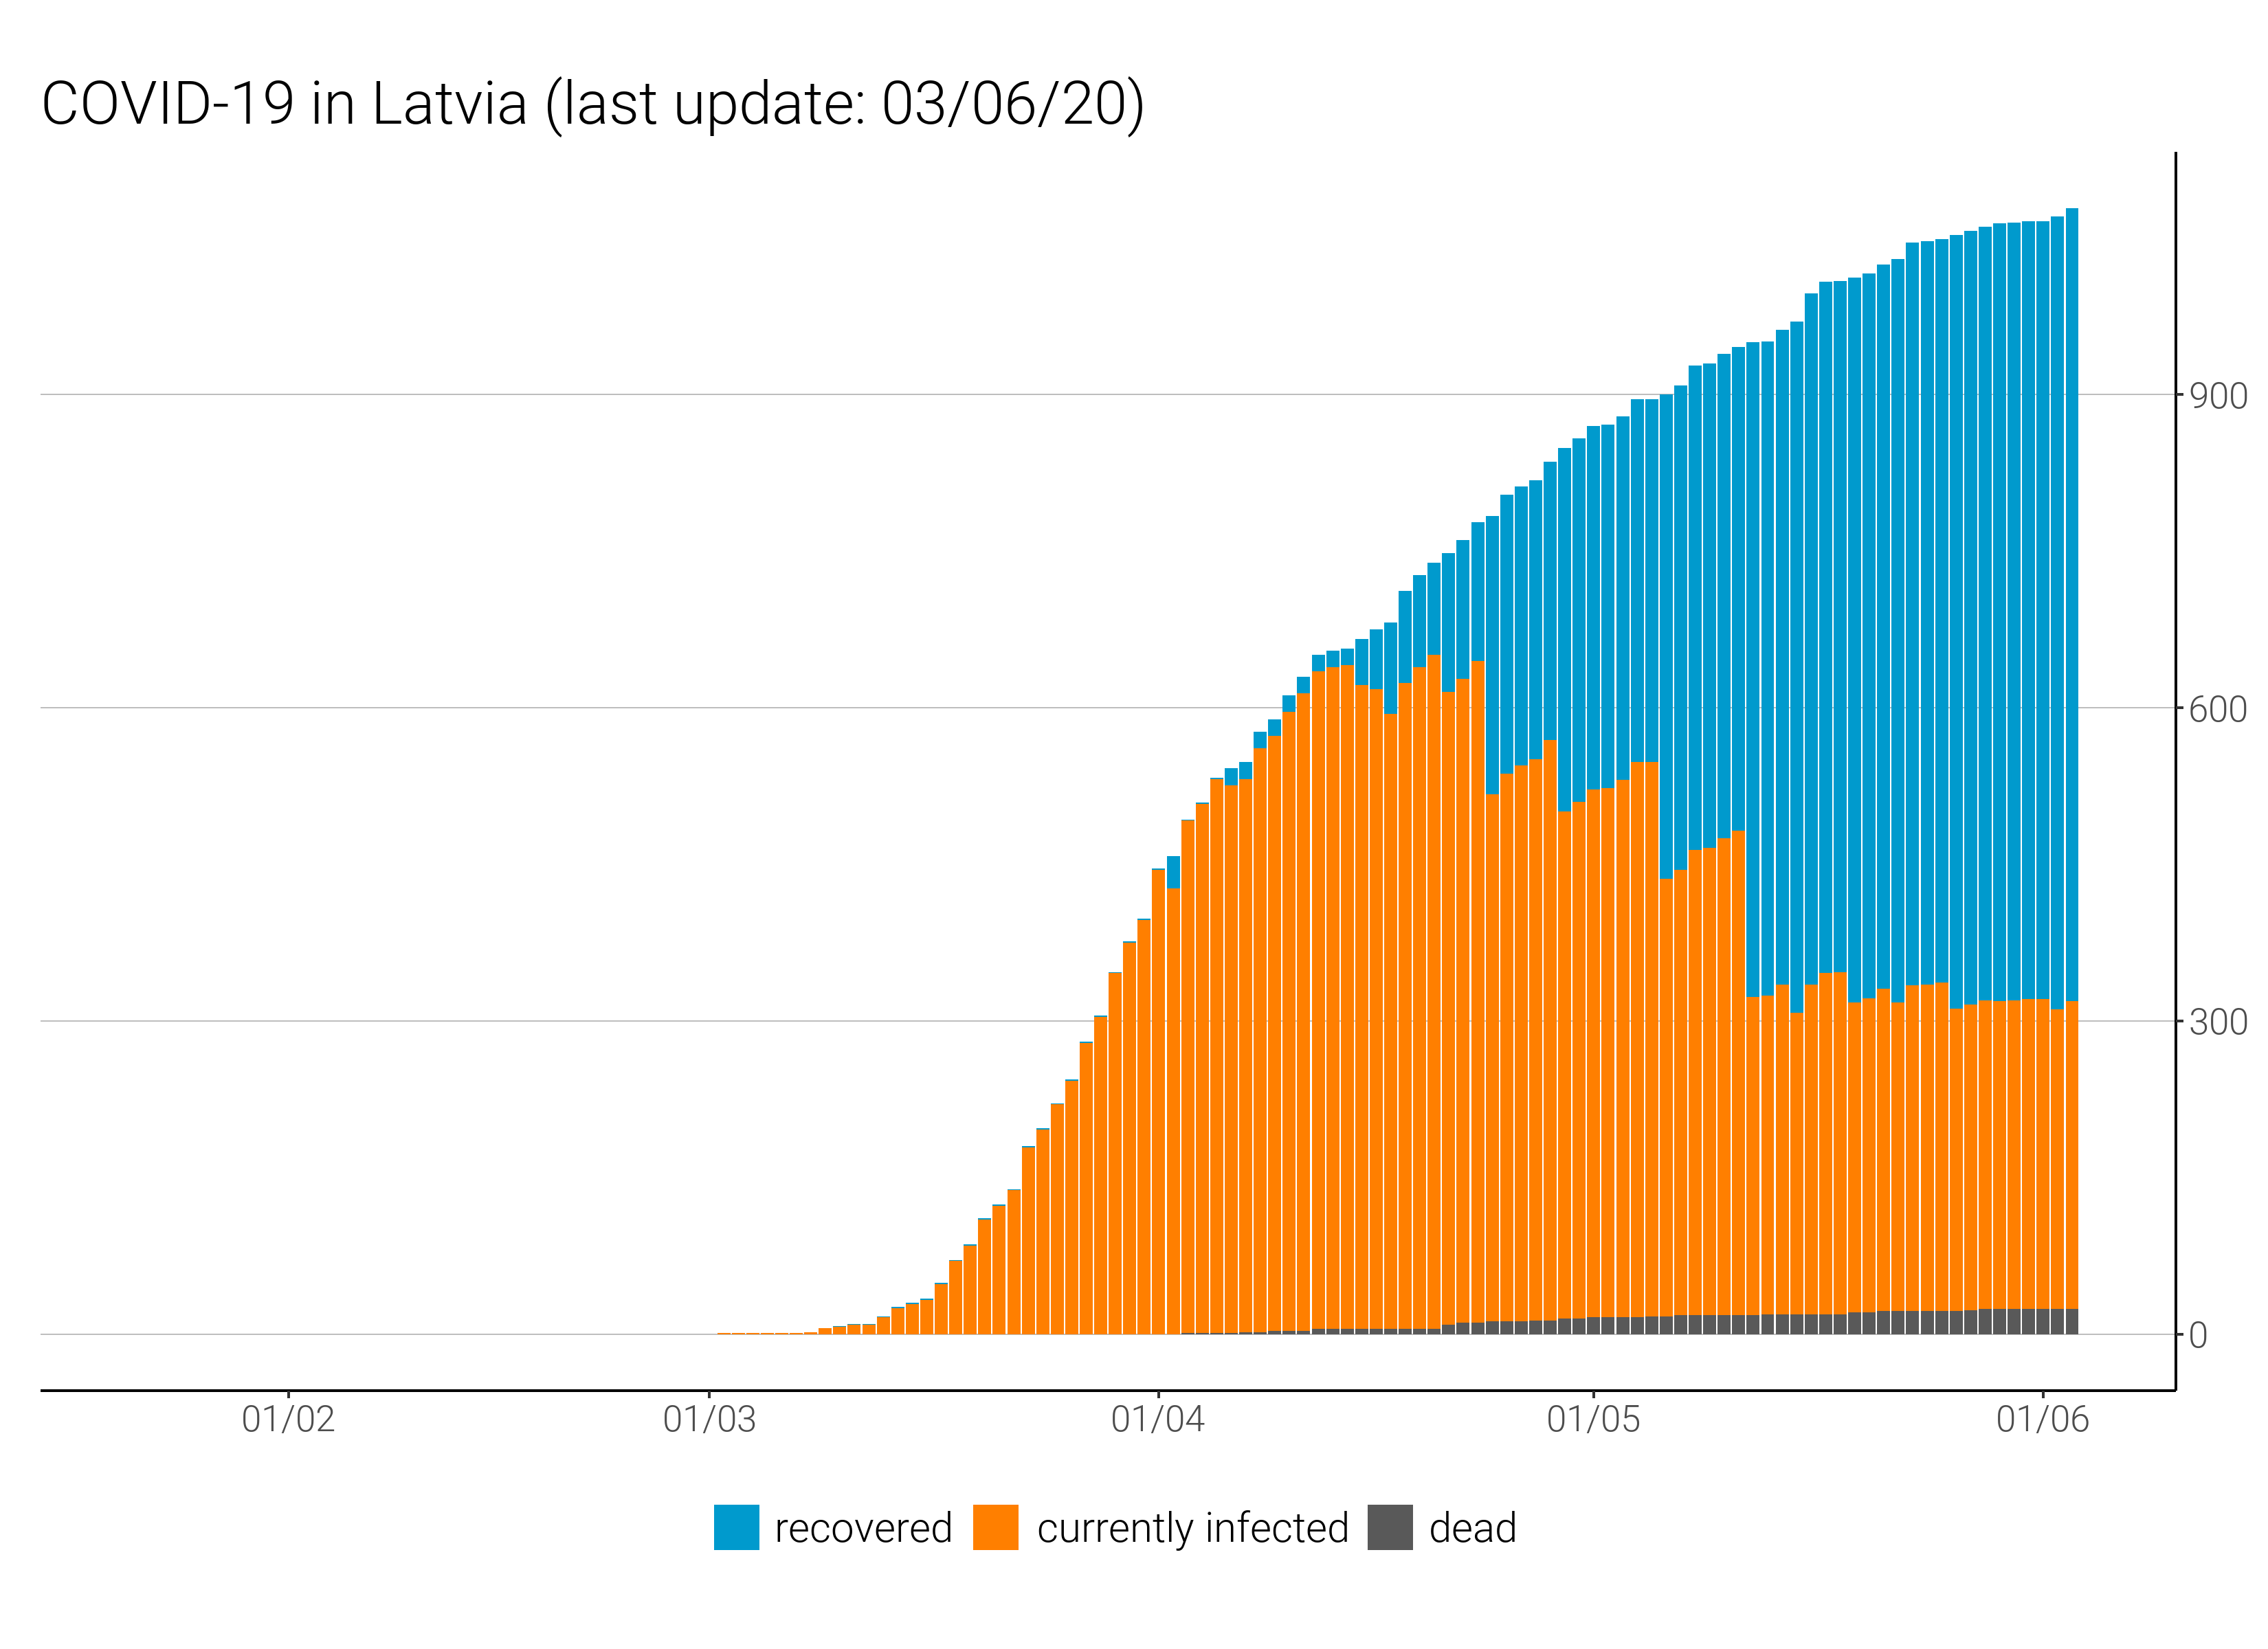 COVID-19 in Latvia (last update: 03/06/20)
900
600
300
0
01/02 01/03 01/04 01/05 01/06
recovered currently infected dead